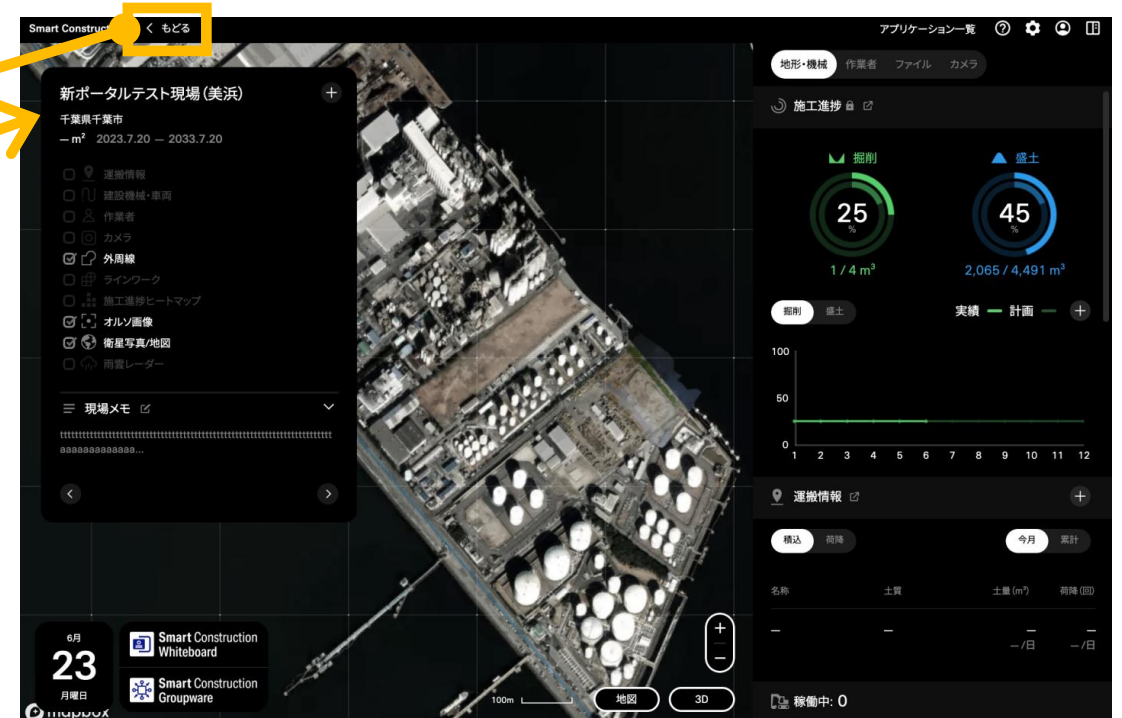 Smart Construc
く もどる
アプリケーション一覧
新ポータルテスト現場(美浜)
千葉県千葉市
— m² 2023.7.20 — 2033.7.20
運搬情報
建設機械・車両
作業者
カメラ
外周線
ラインワーク
施工進捗ヒートマップ
オルソ画像
衛星写真/地図
雨雲レーダー
現場メモ
aaaaaaaaaaaaa...
6月
23
月曜日
Smart Construction
Whiteboard
Smart Construction
Groupware
mapbox
100m
地図
3D
+
−
地形・機械 作業者 ファイル カメラ
施工進捗
掘削 盛土
25 45
% %
1 / 4 m³ 2,065 / 4,491 m³
掘削 盛土 実績 計画
100
50
0
1 2 3 4 5 6 7 8 9 10 11 12
運搬情報
積込 荷降 今月 累計
名称 土質 土量(m³) 荷降(回)
— — — —
—/日 —/日
稼働中: 0